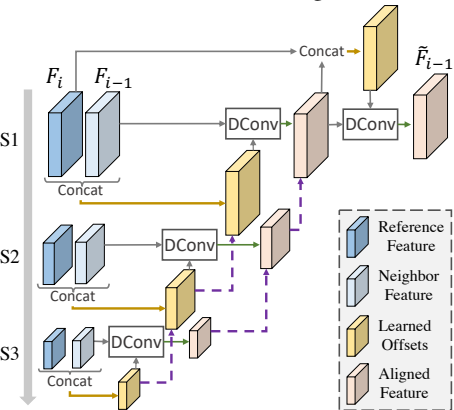 Concat
F_i F_{i-1}
F̃_{i-1}
S1
DConv
DConv
Concat
S2
DConv
Concat
S3
DConv
Concat
Reference
Feature
Neighbor
Feature
Learned
Offsets
Aligned
Feature